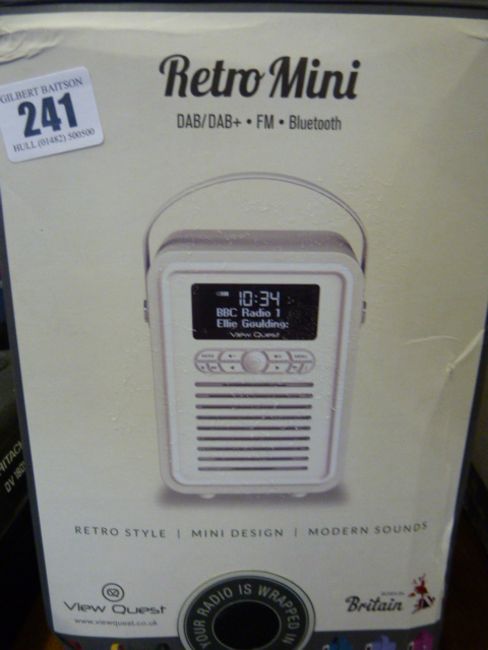 Retro Mini
DAB/DAB+ • FM • Bluetooth
GILBERT BAITSON
241
HULL (01482) 500500
10:34
BBC Radio 1
Ellie Goulding:
View Quest
MENU
RETRO STYLE | MINI DESIGN | MODERN SOUNDS
View Quest
www.viewquest.co.uk
YOUR RADIO IS WRAPPED IN
Britain
HITACHI